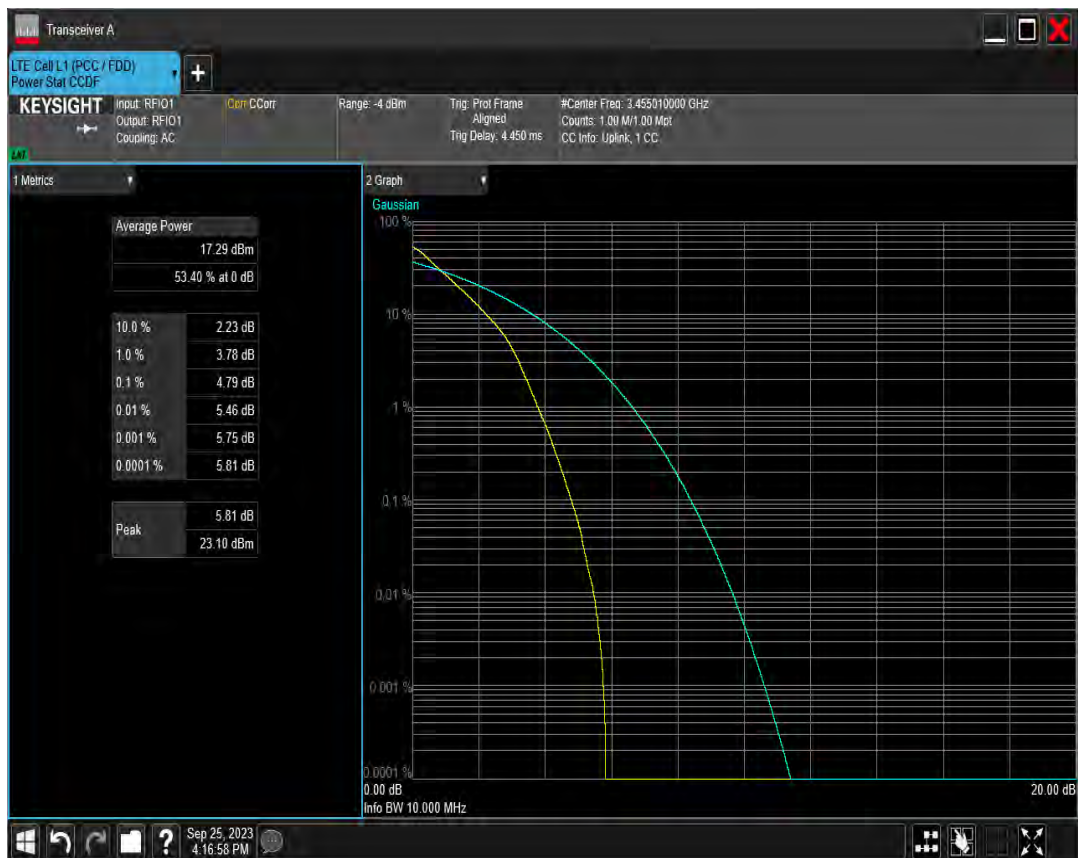 Transceiver A
LTE Cell L1 (PCC / FDD)
Power Stat CCDF
+
KEYSIGHT
Input: RFIO1
Output: RFIO1
Coupling: AC
Corr CCorr
Range: -4 dBm
Trig: Prot Frame
Aligned
Trig Delay: 4.450 ms
#Center Freq: 3.455010000 GHz
Counts: 1.00 M/1.00 Mpt
CC Info: Uplink, 1 CC
1 Metrics
Average Power
17.29 dBm
53.40 % at 0 dB
10.0 % 2.23 dB
1.0 % 3.78 dB
0.1 % 4.79 dB
0.01 % 5.46 dB
0.001 % 5.75 dB
0.0001 % 5.81 dB
Peak 5.81 dB
23.10 dBm
2 Graph
Gaussian
100 %
10 %
1 %
0.1 %
0.01 %
0.001 %
0.0001 %
0.00 dB 20.00 dB
Info BW 10.000 MHz
? Sep 25, 2023
4:16:58 PM